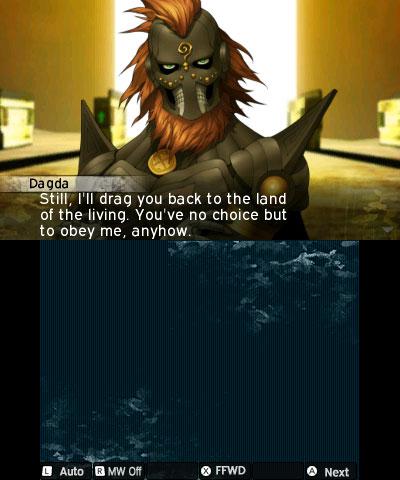 Dagda
Still, I'll drag you back to the land
of the living. You've no choice but
to obey me, anyhow.
L Auto R MW Off X FFWD A Next